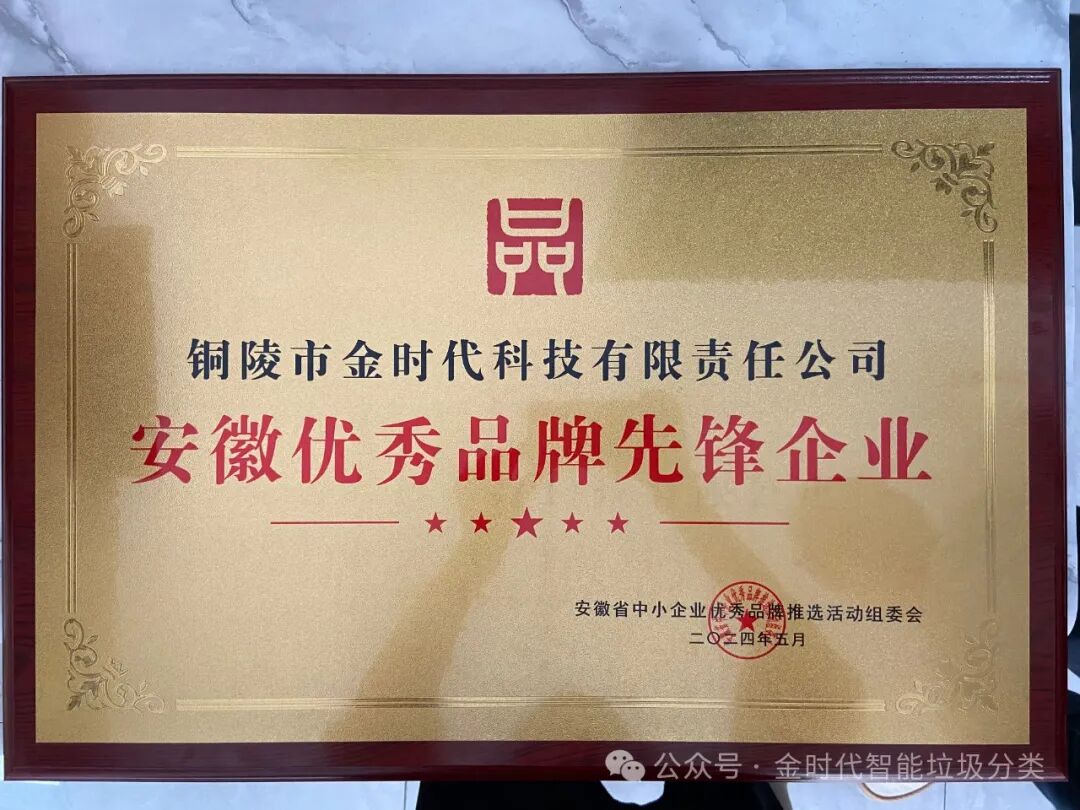 品
铜陵市金时代科技有限责任公司
安徽优秀品牌先锋企业
安徽省中小企业优秀品牌推选活动组委会
二〇二四年五月
公众号·金时代智能垃圾分类